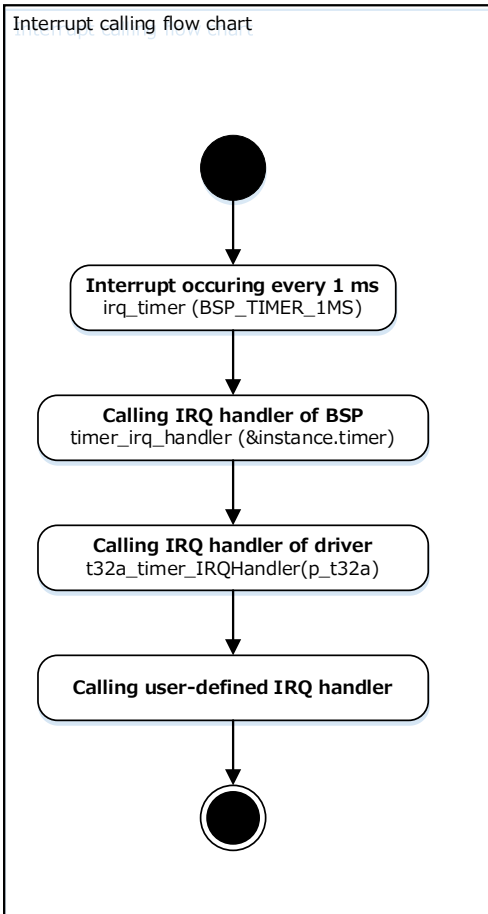 Interrupt calling flow chart
Interrupt occuring every 1 ms
irq_timer (BSP_TIMER_1MS)
Calling IRQ handler of BSP
timer_irq_handler (&instance.timer)
Calling IRQ handler of driver
t32a_timer_IRQHandler(p_t32a)
Calling user-defined IRQ handler